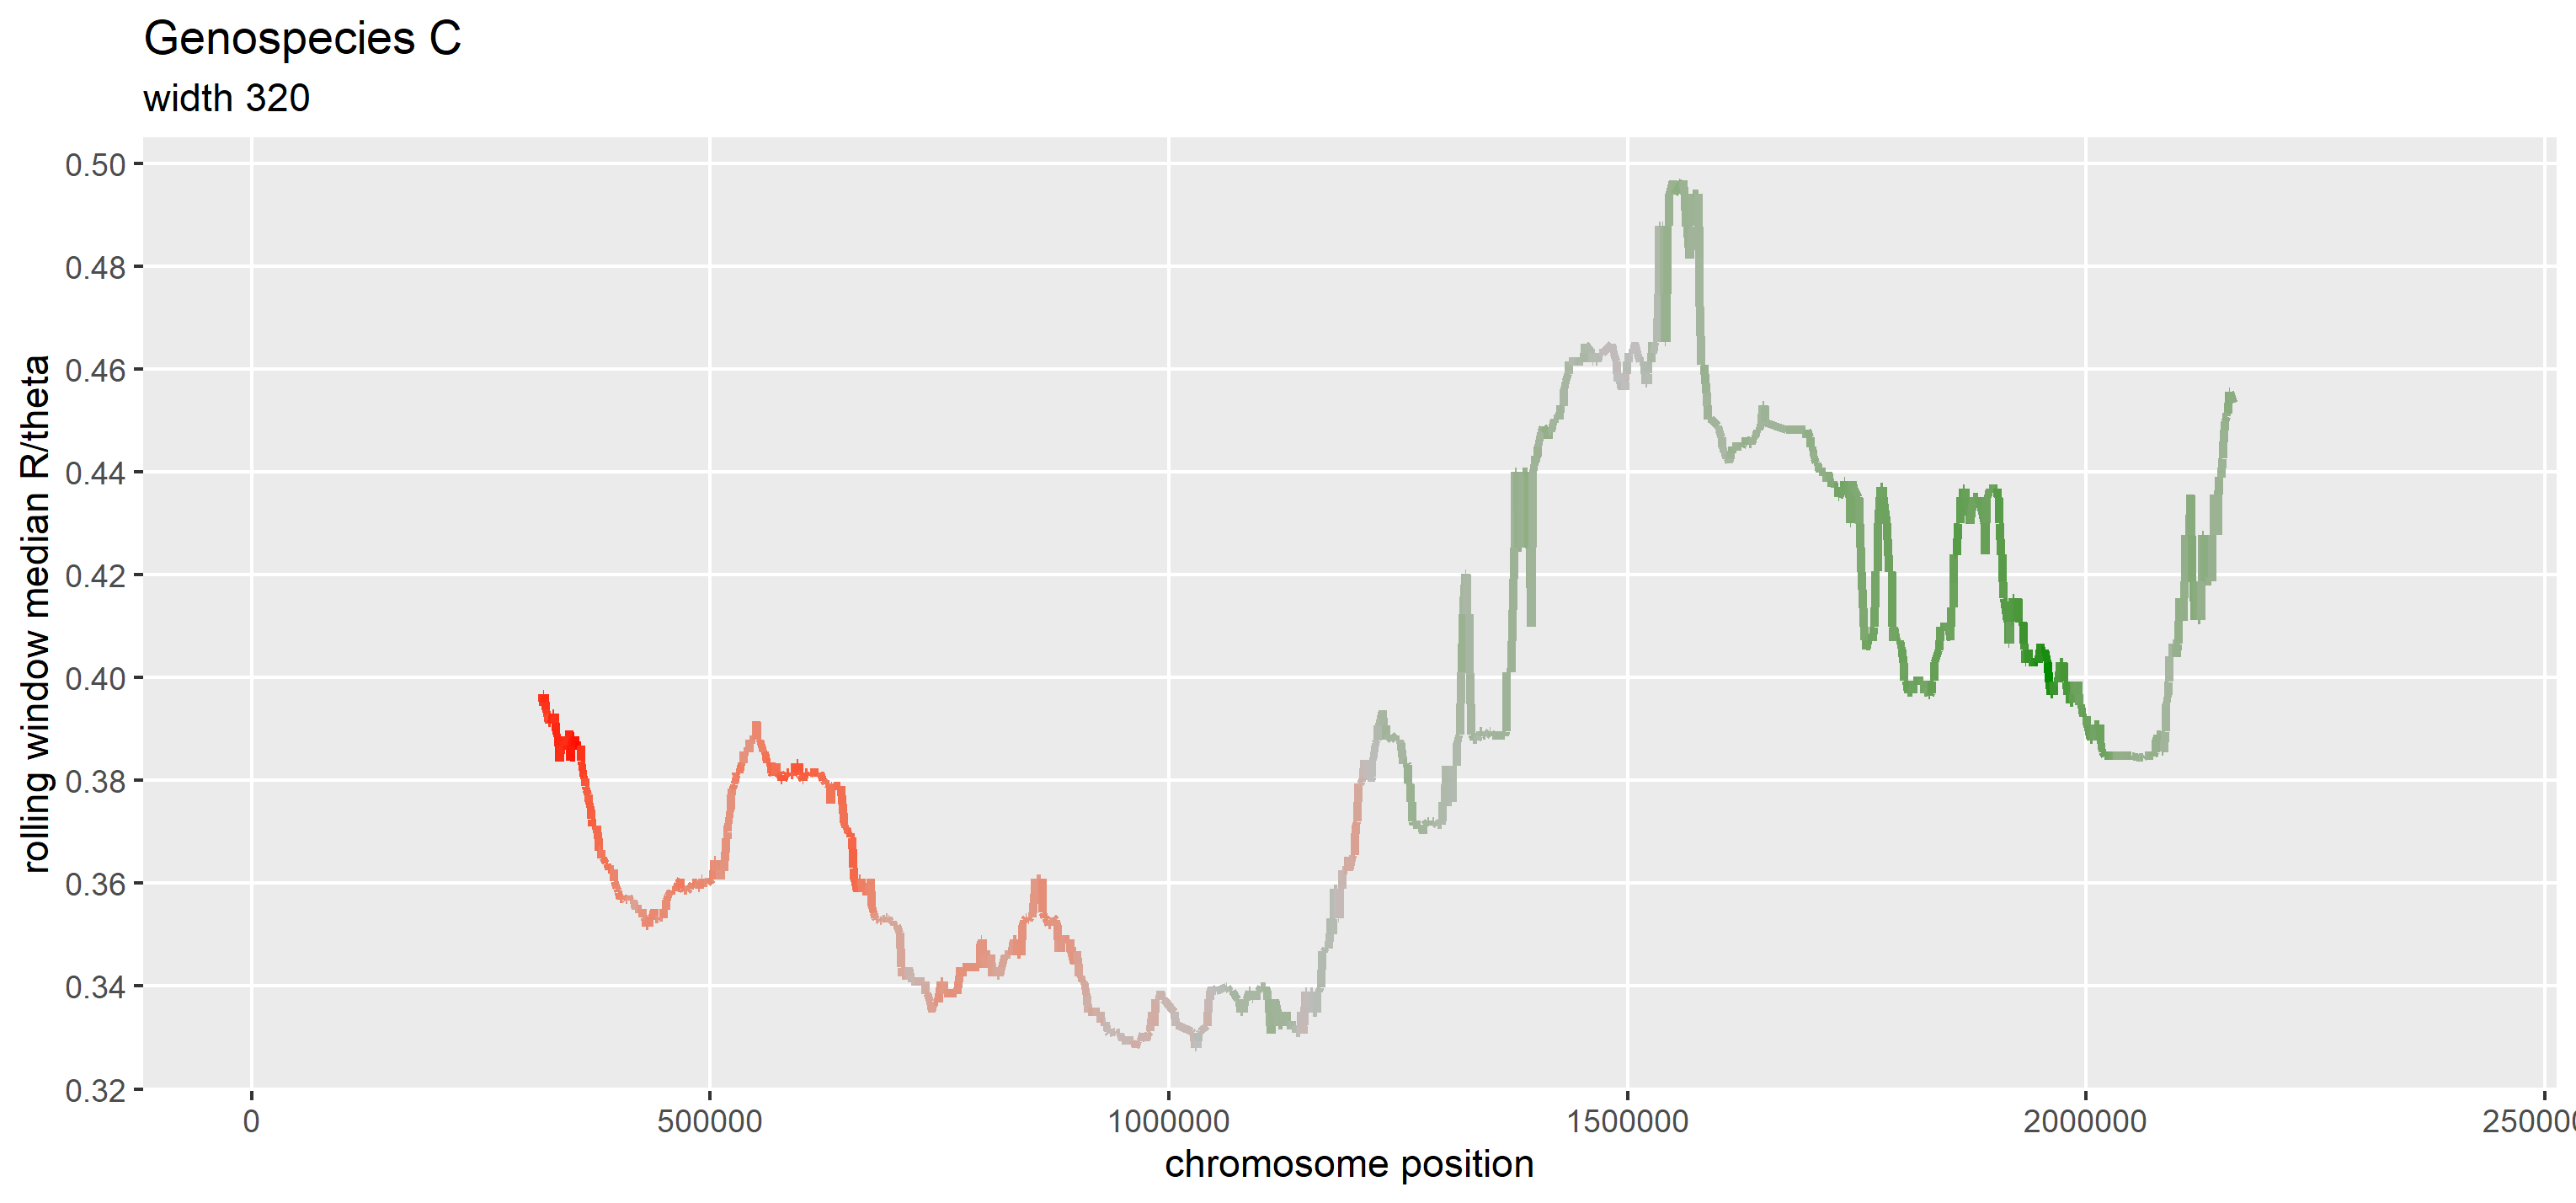 Genospecies C
width 320
rolling window median R/theta
0.50
0.48
0.46
0.44
0.42
0.40
0.38
0.36
0.34
0.32
0 500000 1000000 1500000 2000000
chromosome position